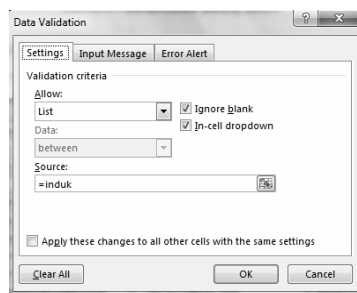 Data Validation
Settings Input Message Error Alert
Validation criteria
Allow:
List
Ignore blank
Data:
In-cell dropdown
between
Source:
=induk
Apply these changes to all other cells with the same settings
Clear All OK Cancel